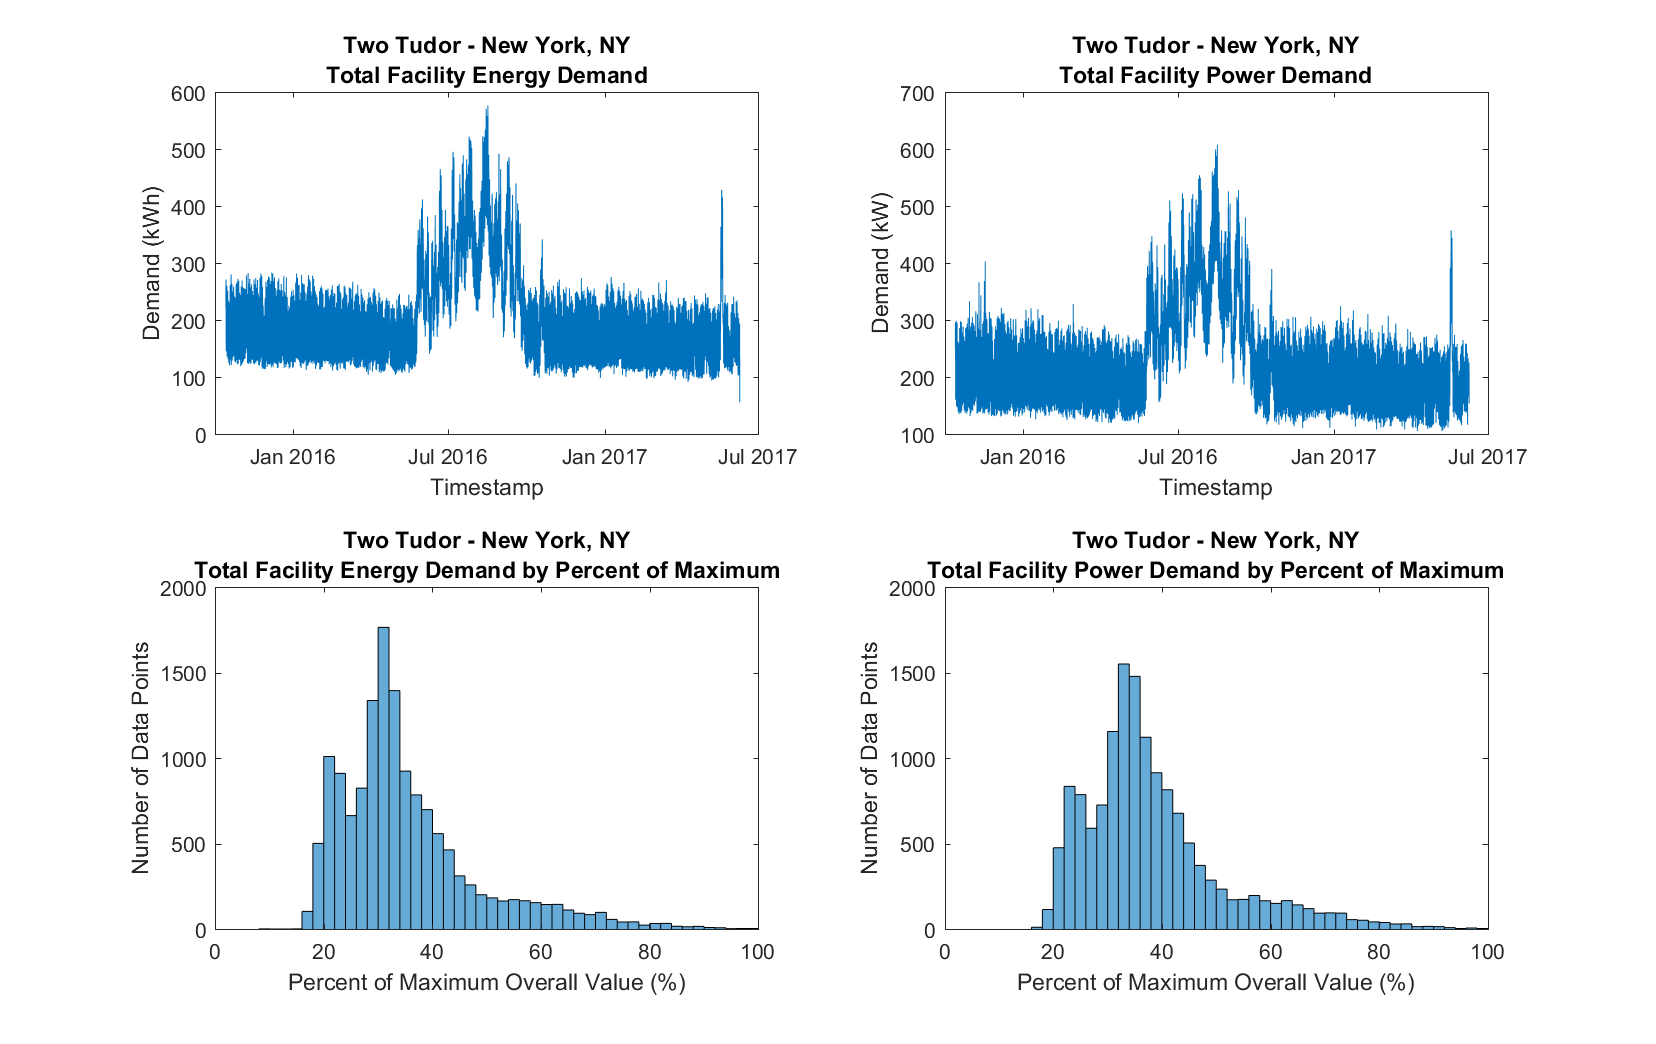 Two Tudor - New York, NY
Total Facility Energy Demand
600
500
400
300
200
100
0
Demand (kWh)
Jan 2016
Jul 2016
Jan 2017
Jul 2017
Timestamp
Two Tudor - New York, NY
Total Facility Power Demand
700
600
500
400
300
200
100
Demand (kW)
Jan 2016
Jul 2016
Jan 2017
Jul 2017
Timestamp
Two Tudor - New York, NY
Total Facility Energy Demand by Percent of Maximum
2000
1500
1000
500
0
Number of Data Points
0
20
40
60
80
100
Percent of Maximum Overall Value (%)
Two Tudor - New York, NY
Total Facility Power Demand by Percent of Maximum
2000
1500
1000
500
0
Number of Data Points
0
20
40
60
80
100
Percent of Maximum Overall Value (%)